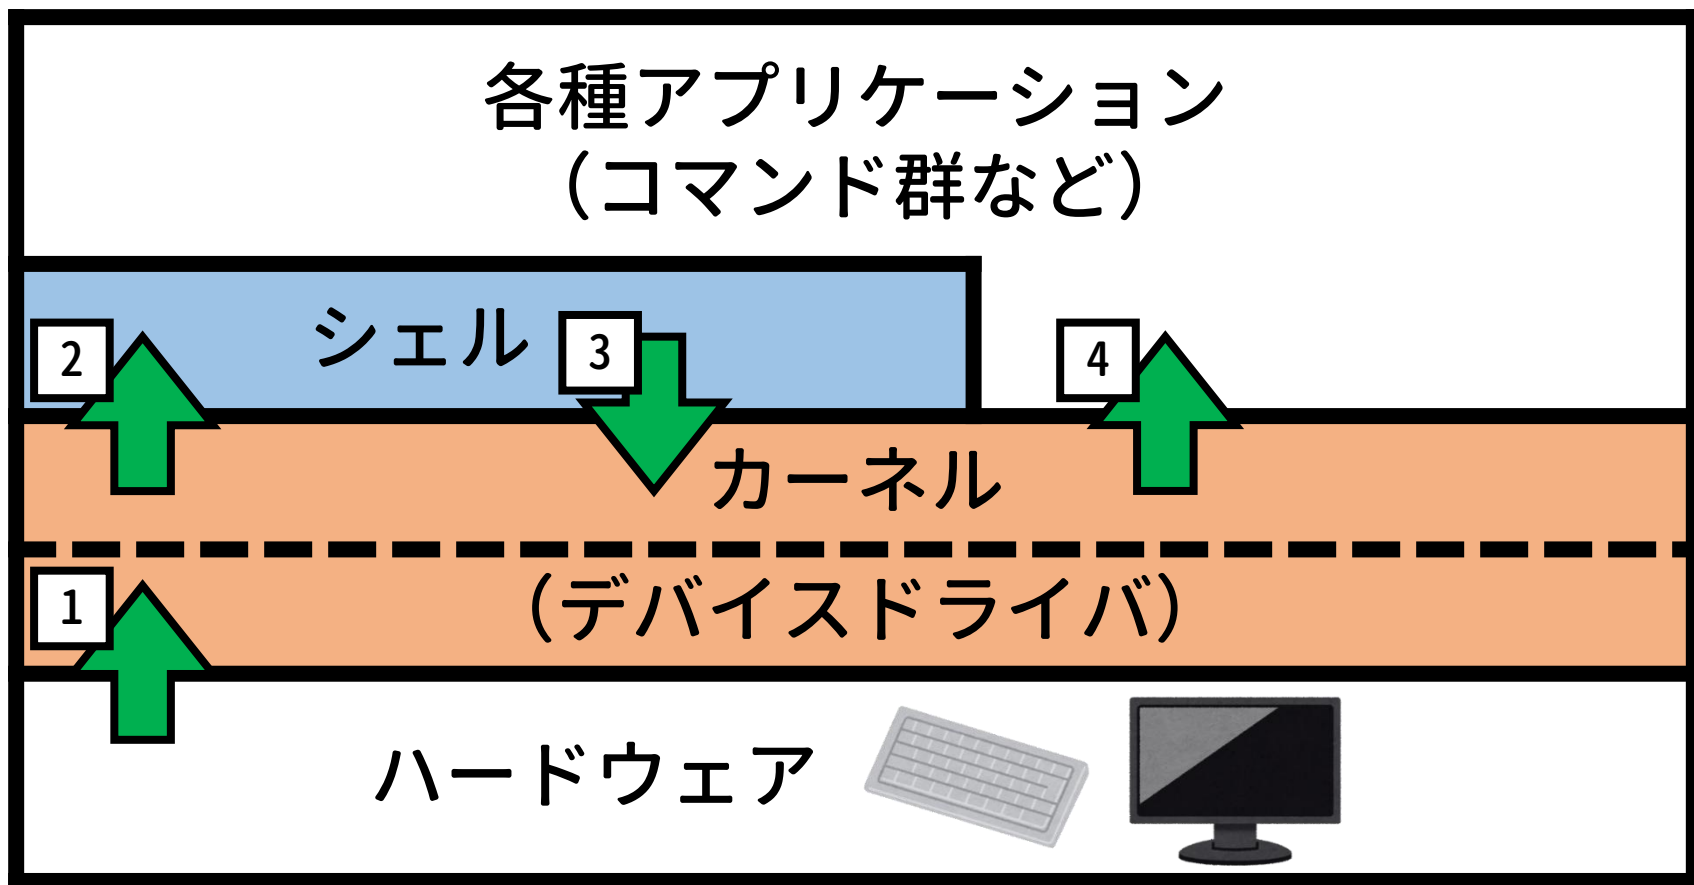 各種アプリケーション
（コマンド群など）
シェル
2
3
4
カーネル
（デバイスドライバ）
1
ハードウェア